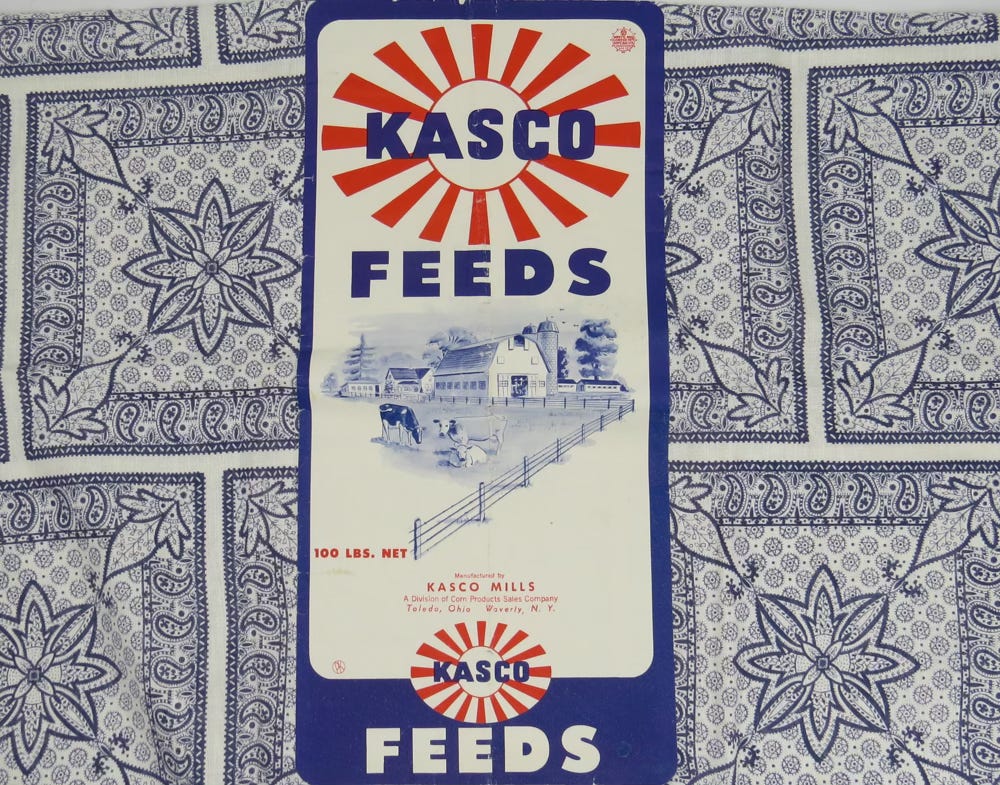 KASCO
FEEDS
100 LBS. NET
Manufactured by
KASCO MILLS
A Division of Corn Products Sales Company
Toledo, Ohio Waverly, N. Y.
KASCO
FEEDS